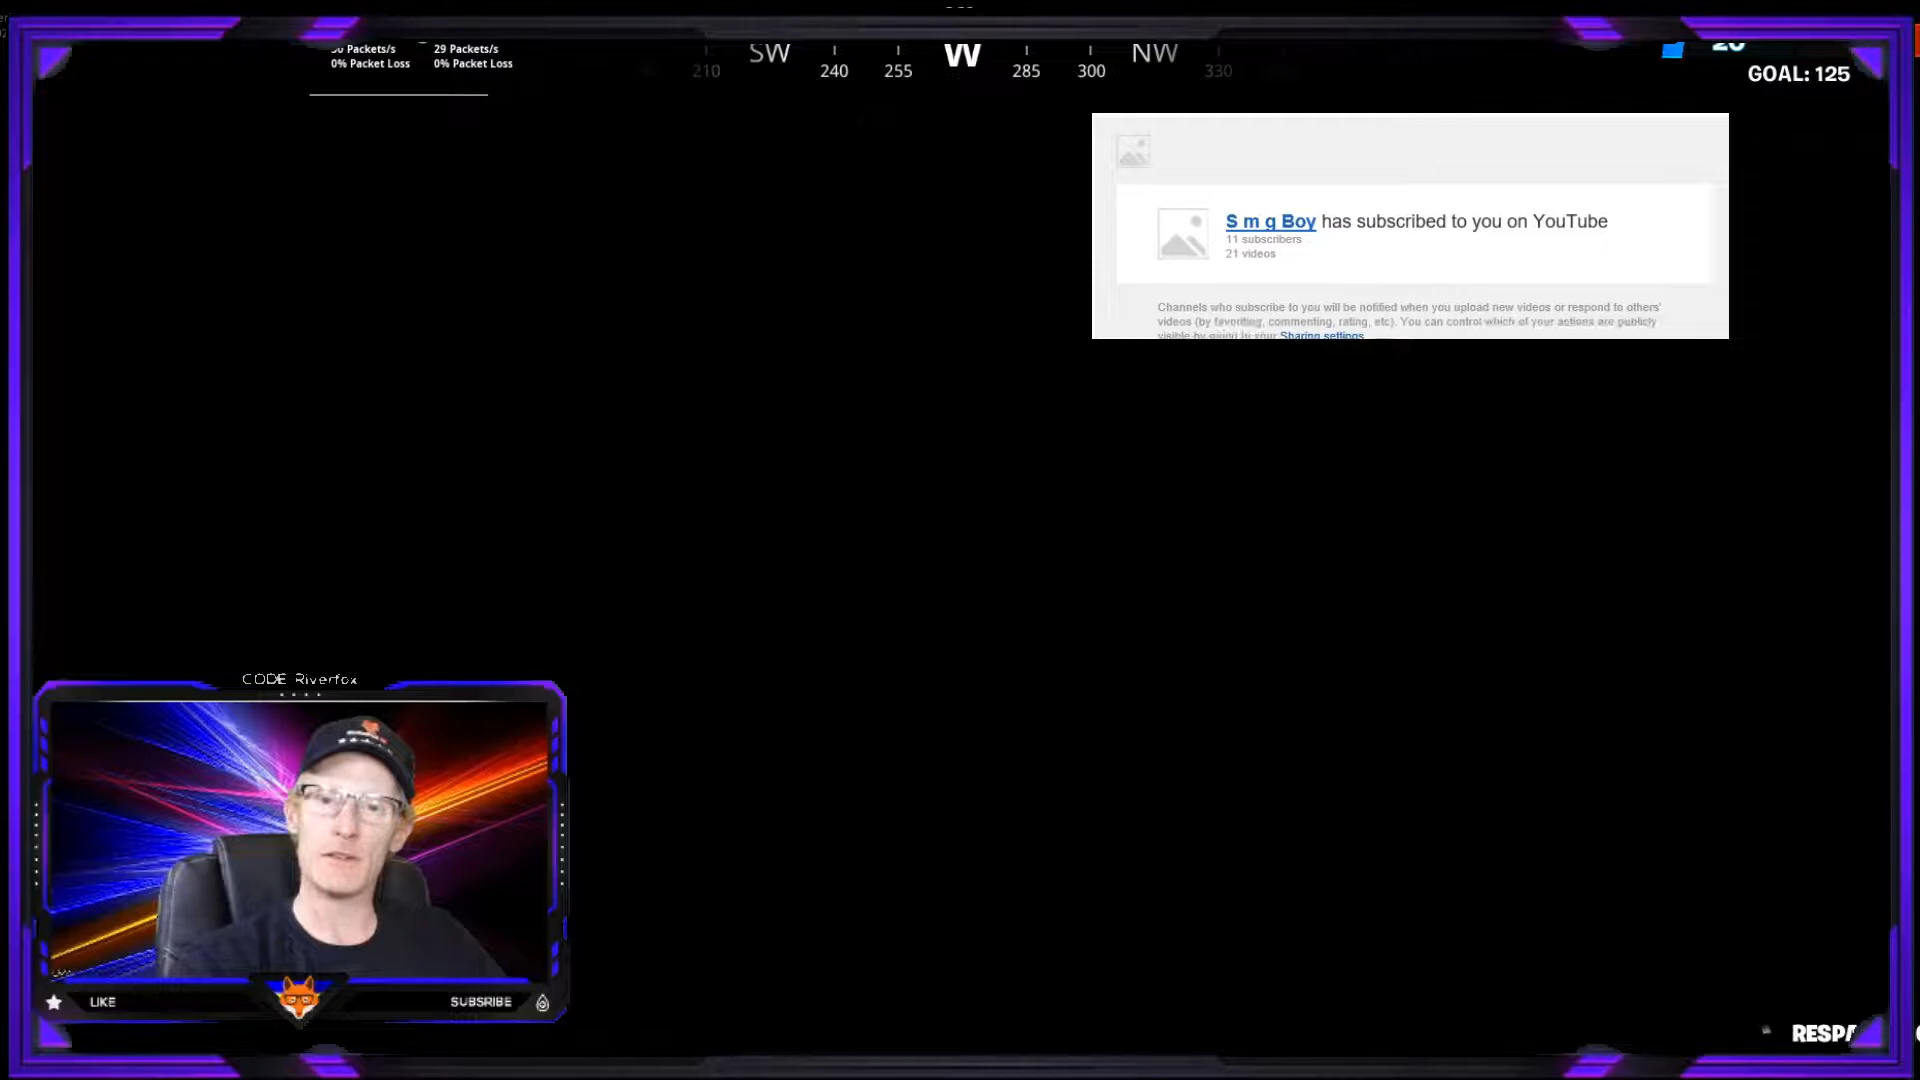 Packets/s 29 Packets/s
0% Packet Loss 0% Packet Loss
SW W NW
210 240 255 285 300 330
GOAL: 125
S m g Boy has subscribed to you on YouTube
11 subscribers
21 videos
Channels who subscribe to you will be notified when you upload new videos or respond to others'
videos (by favoriting, commenting, rating, etc). You can control which of your actions are publicly
Sharing settings
CODE Riverfox
LIKE
SUBSRIBE
RESPA